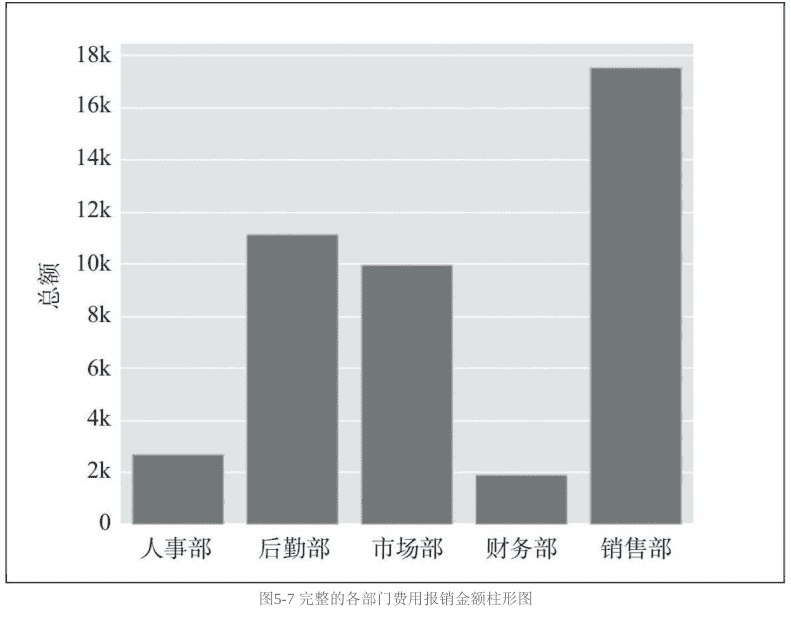 18k
16k
14k
12k
10k
8k
6k
4k
2k
0
总额
人事部 后勤部 市场部 财务部 销售部
图5-7 完整的各部门费用报销金额柱形图